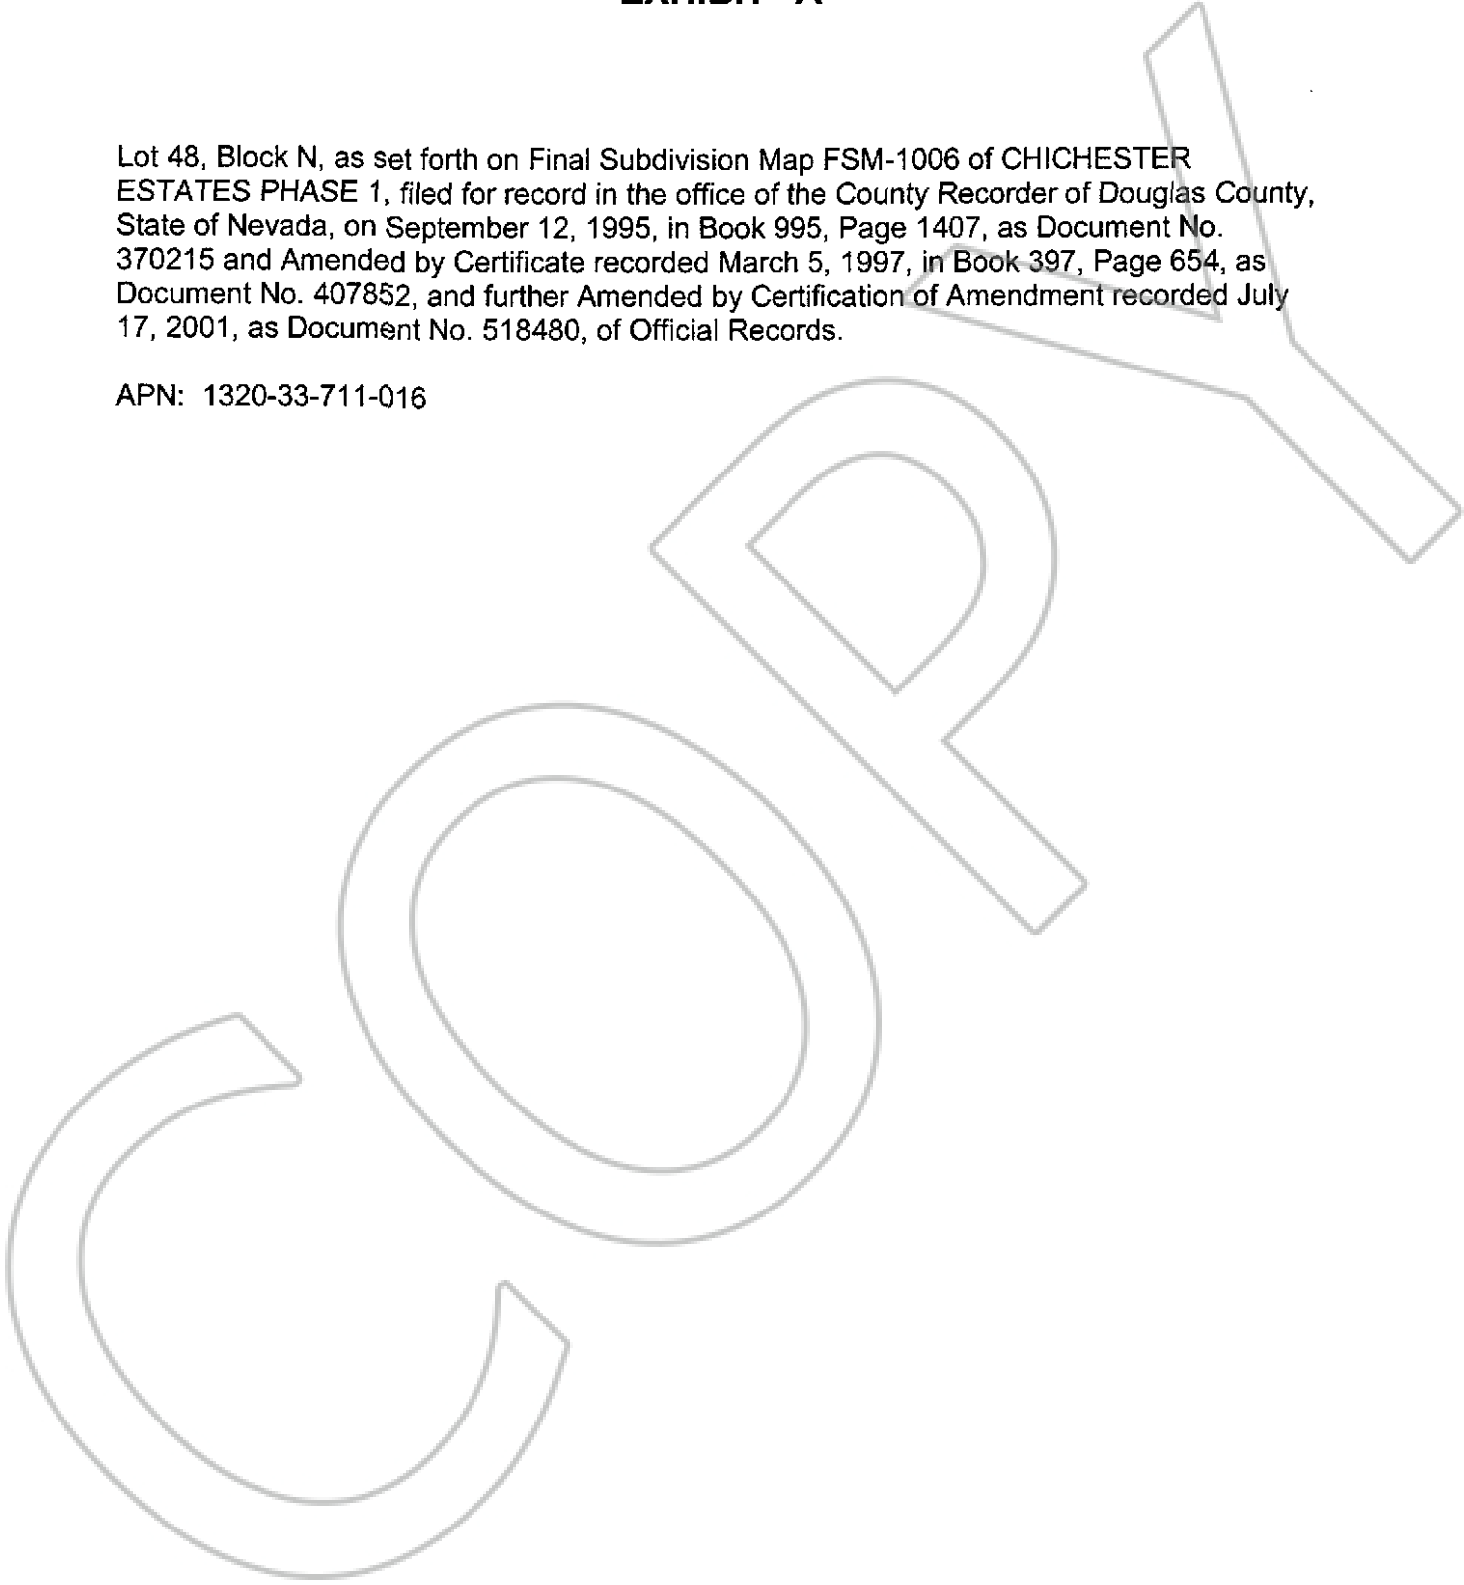 Lot 48, Block N, as set forth on Final Subdivision Map FSM-1006 of CHICHESTER
ESTATES PHASE 1, filed for record in the office of the County Recorder of Douglas County,
State of Nevada, on September 12, 1995, in Book 995, Page 1407, as Document No.
370215 and Amended by Certificate recorded March 5, 1997, in Book 397, Page 654, as
Document No. 407852, and further Amended by Certification of Amendment recorded July
17, 2001, as Document No. 518480, of Official Records.
APN: 1320-33-711-016
COPY